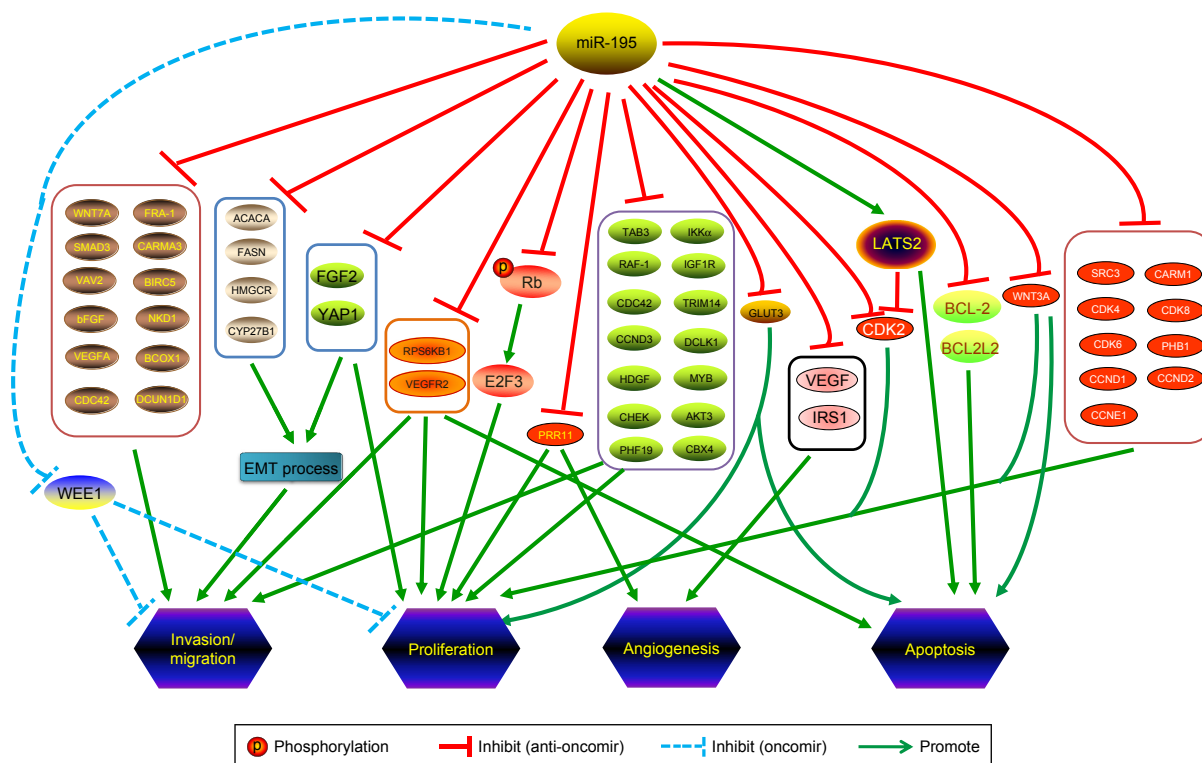 miR-195
WNT7A
FRA-1
SMAD3
CARMA3
VAV2
BIRC5
bFGF
NKD1
VEGFA
BCOX1
CDC42
DCUN1D1
ACACA
FASN
HMGCR
CYP27B1
FGF2
YAP1
RPS6KB1
VEGFR2
p
Rb
E2F3
PRR11
TAB3
IKKα
RAF-1
IGF1R
CDC42
TRIM14
CCND3
DCLK1
HDGF
MYB
CHEK
AKT3
PHF19
CBX4
GLUT3
VEGF
IRS1
LATS2
CDK2
BCL-2
BCL2L2
WNT3A
SRC3
CARM1
CDK4
CDK8
CDK6
PHB1
CCND1
CCND2
CCNE1
EMT process
WEE1
Invasion/
migration
Proliferation
Angiogenesis
Apoptosis
p Phosphorylation
Inhibit (anti-oncomir)
Inhibit (oncomir)
Promote